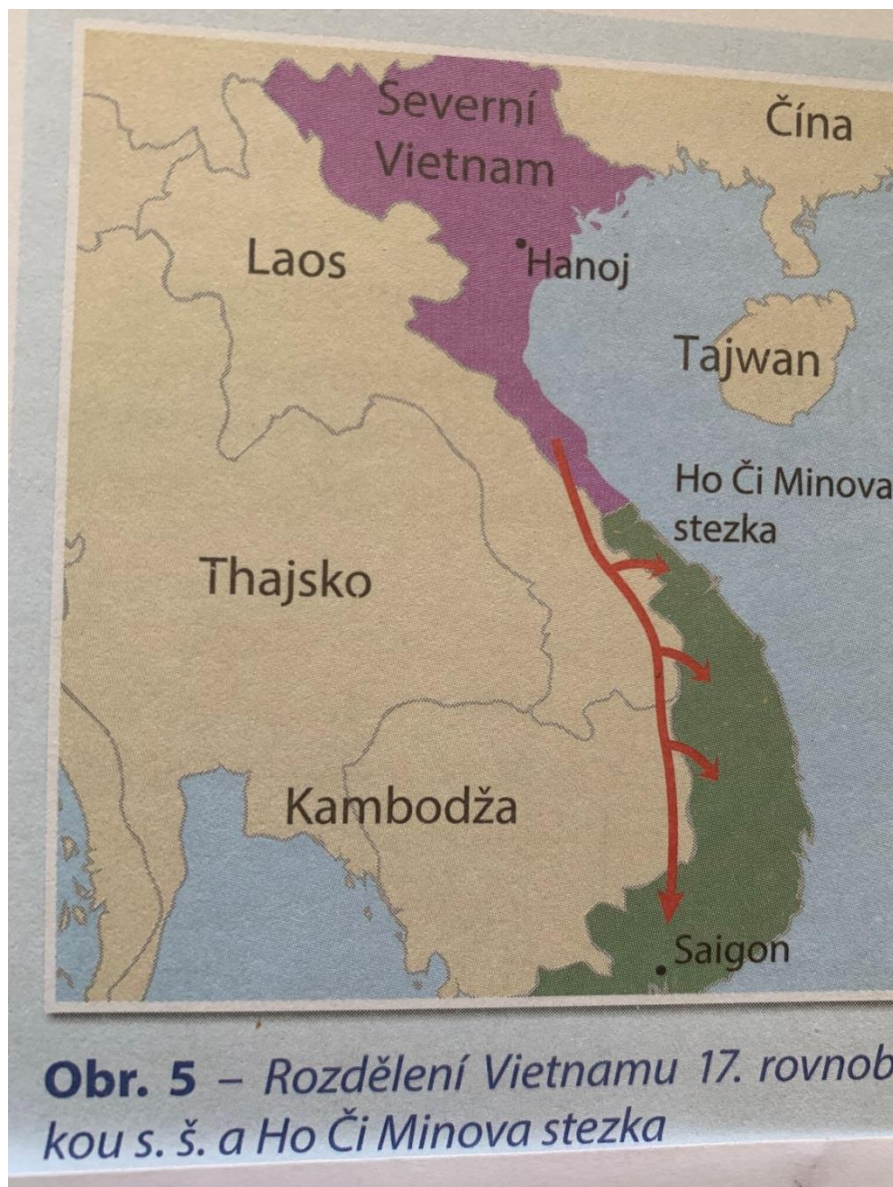 Severní
Vietnam
Čína
Laos
Hanoj
Tajwan
Ho Či Minova
stezka
Thajsko
Kambodža
Saigon
Obr. 5 – Rozdělení Vietnamu 17. rovnob
kou s. š. a Ho Či Minova stezka